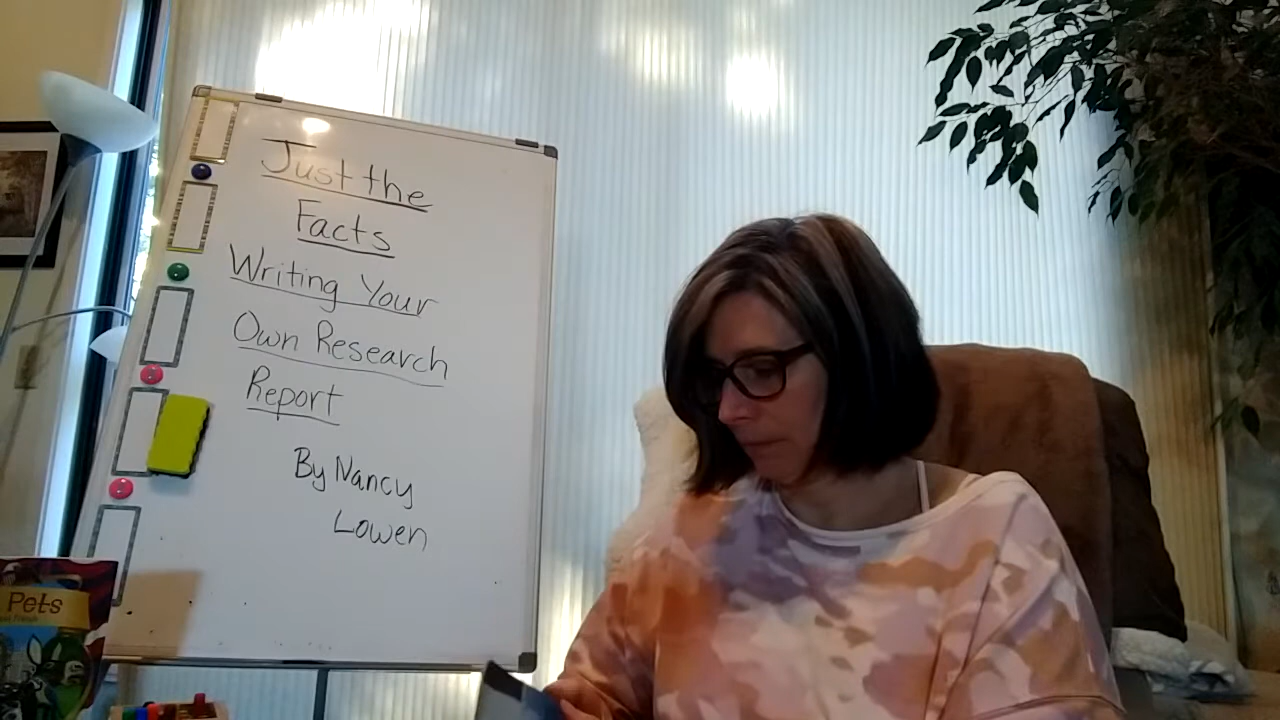 Just the
Facts
Writing Your
Own Research
Report
By Nancy
Lowen
Pets